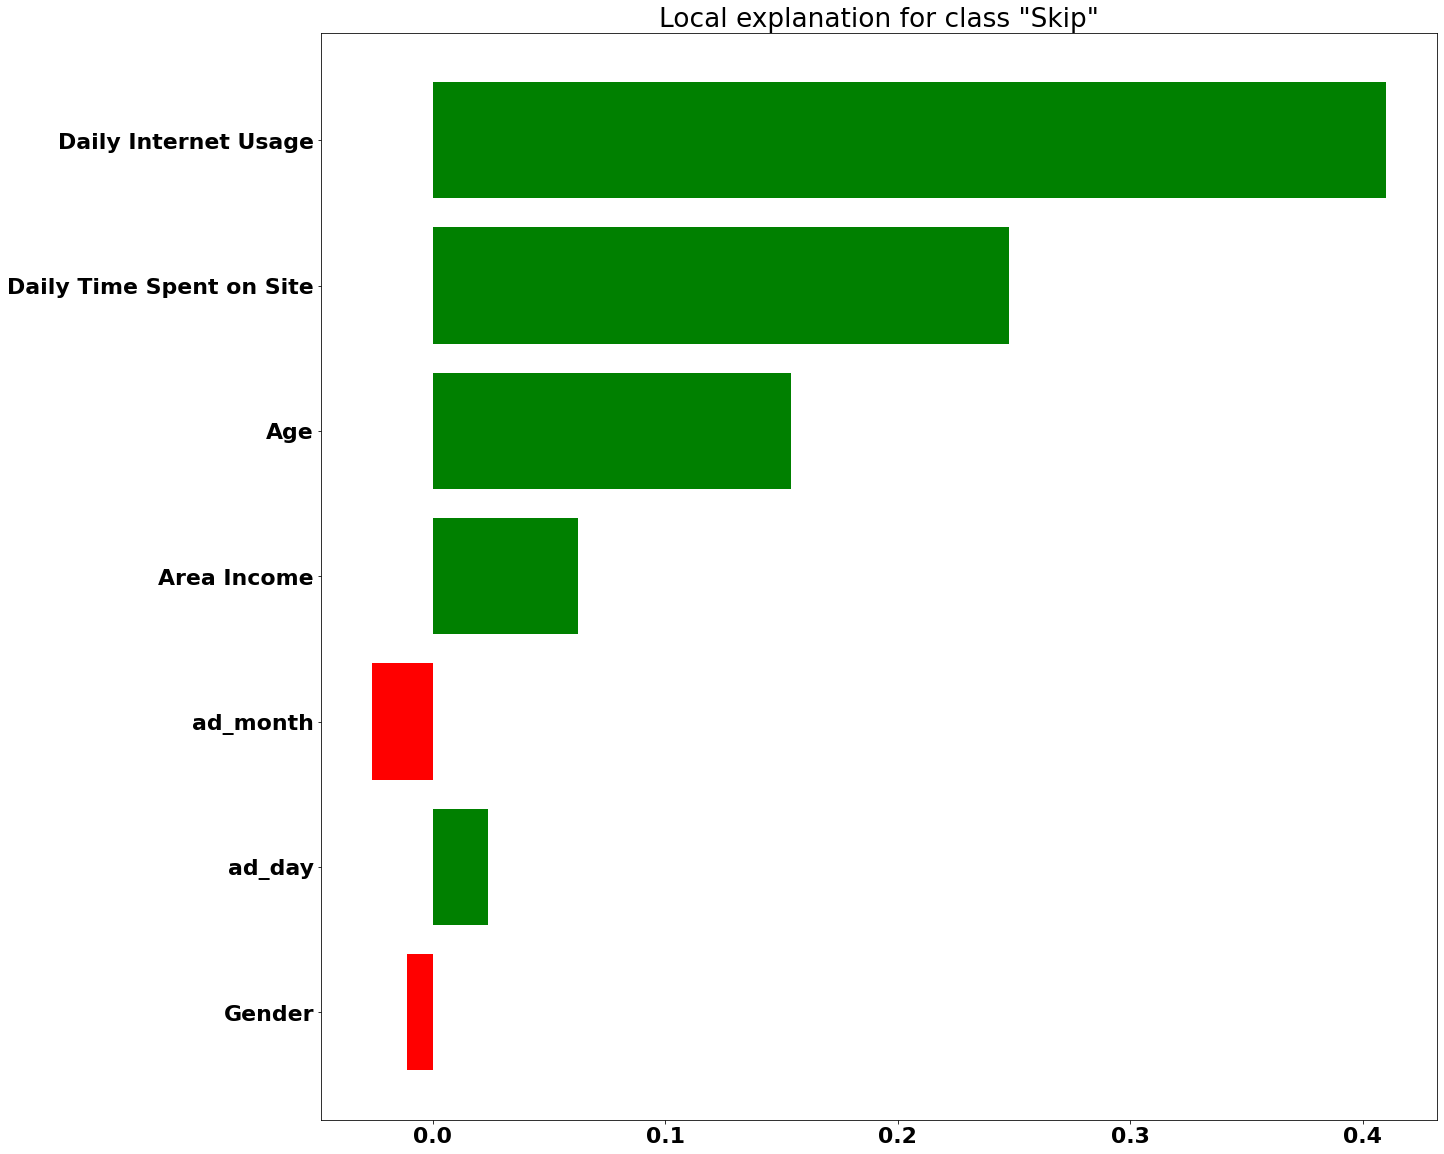 Local explanation for class "Skip"
Daily Internet Usage
Daily Time Spent on Site
Age
Area Income
ad_month
ad_day
Gender
0.0 0.1 0.2 0.3 0.4